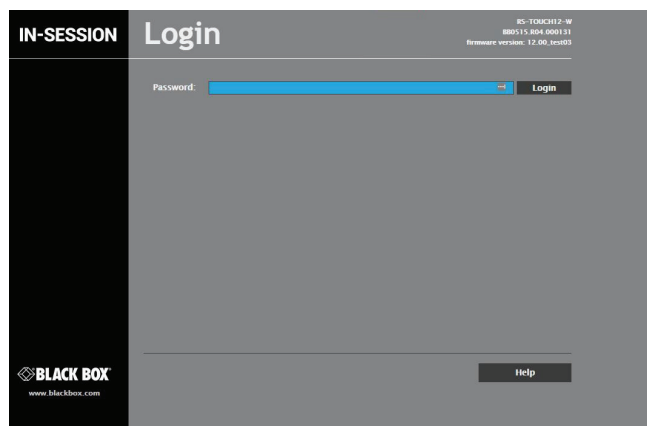 IN-SESSION
Login
RS-TOUCH12-W
880515.R04.000131
firmware version: 12.00_test03
Password:
Login
BLACK BOX®
www.blackbox.com
Help